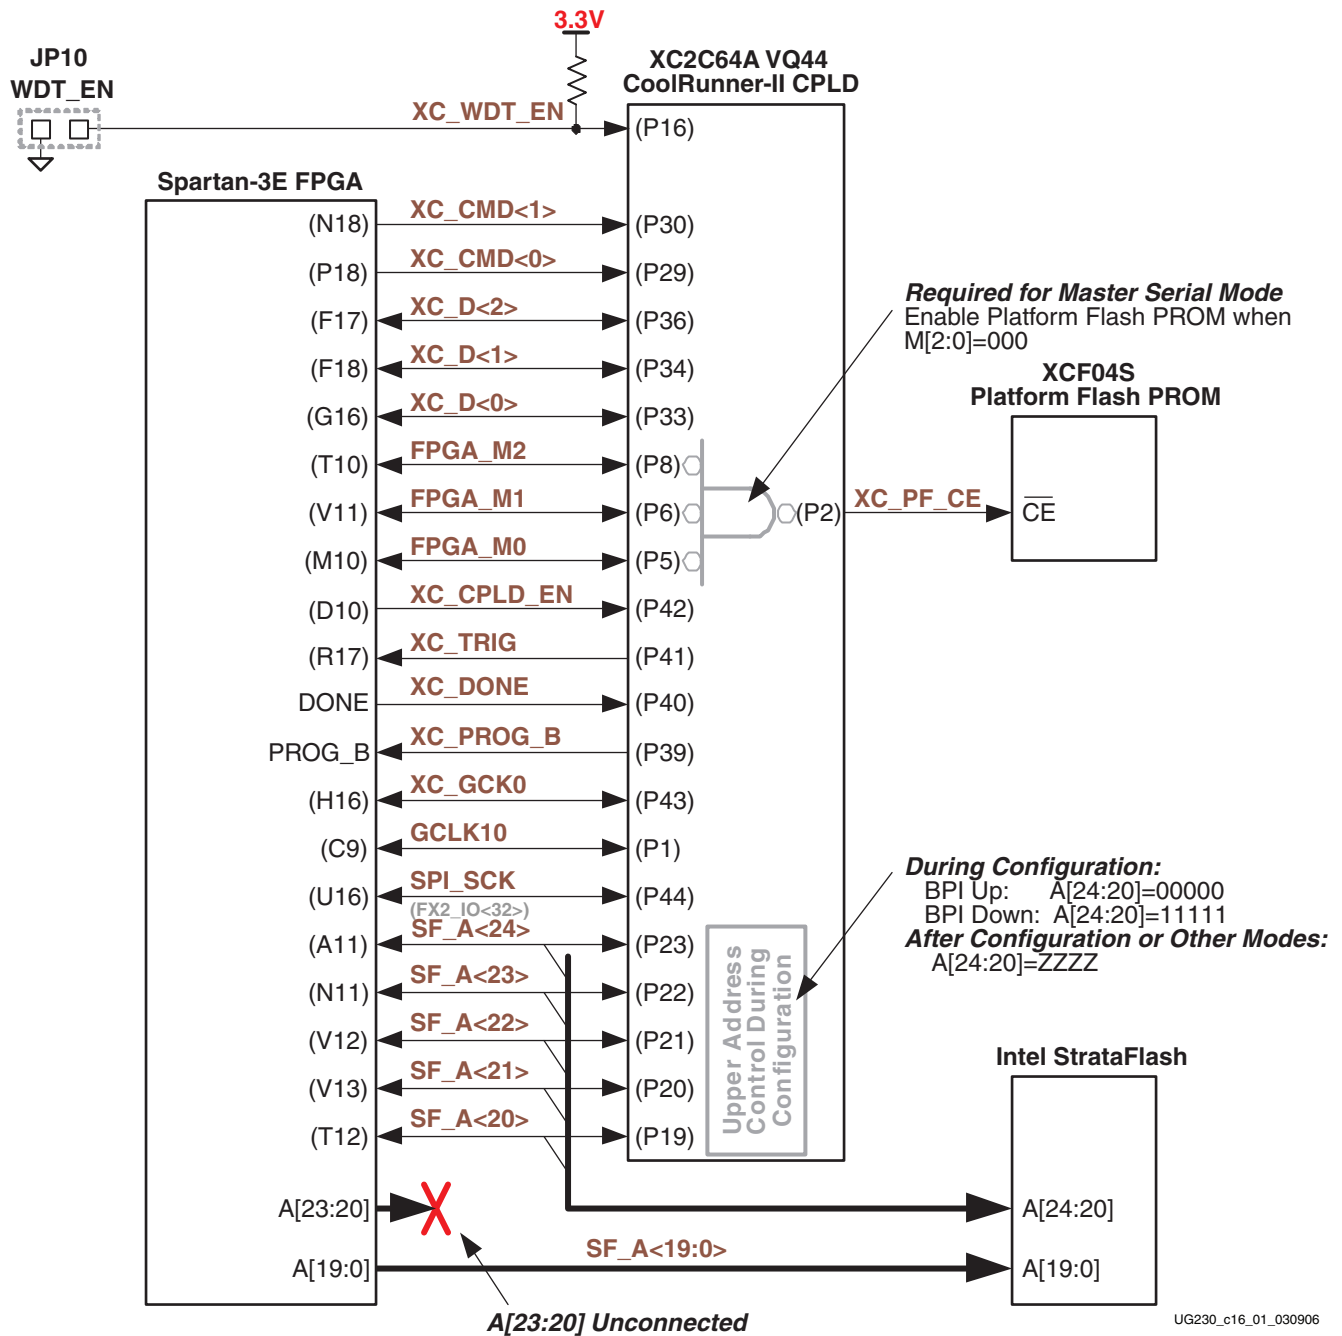 3.3V
JP10
WDT_EN
XC2C64A VQ44
CoolRunner-II CPLD
XC_WDT_EN
(P16)
Spartan-3E FPGA
(N18) XC_CMD<1> (P30)
(P18) XC_CMD<0> (P29)
(F17) XC_D<2> (P36)
(F18) XC_D<1> (P34)
(G16) XC_D<0> (P33)
(T10) FPGA_M2 (P8)
(V11) FPGA_M1 (P6)
(M10) FPGA_M0 (P5)
(P2) XC_PF_CE
Required for Master Serial Mode
Enable Platform Flash PROM when
M[2:0]=000
XCF04S
Platform Flash PROM
CE
(D10) XC_CPLD_EN (P42)
(R17) XC_TRIG (P41)
DONE XC_DONE (P40)
PROG_B XC_PROG_B (P39)
(H16) XC_GCK0 (P43)
(C9) GCLK10 (P1)
(U16) SPI_SCK (P44)
(FX2_IO<32>)
(A11) SF_A<24> (P23)
(N11) SF_A<23> (P22)
(V12) SF_A<22> (P21)
(V13) SF_A<21> (P20)
(T12) SF_A<20> (P19)
Upper Address
Control During
Configuration
During Configuration:
BPI Up: A[24:20]=00000
BPI Down: A[24:20]=11111
After Configuration or Other Modes:
A[24:20]=ZZZZ
Intel StrataFlash
A[23:20]
A[24:20]
A[19:0] SF_A<19:0> A[19:0]
A[23:20] Unconnected
UG230_c16_01_030906